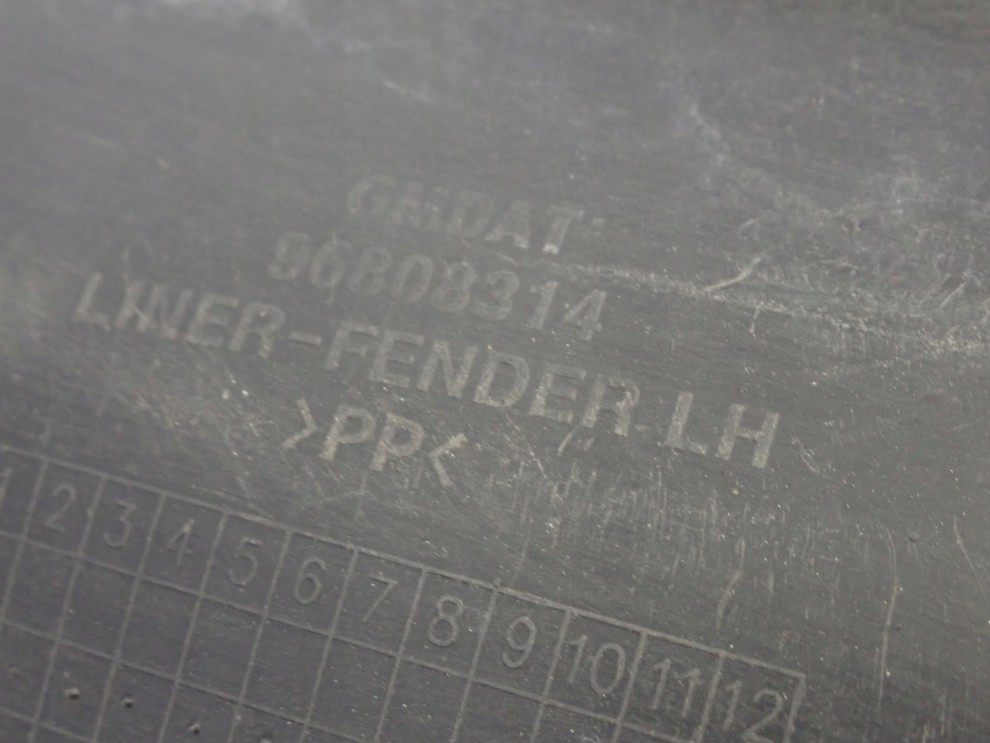 GMDAT
96808314
LINER-FENDER LH
>PP<
1 2 3 4 5 6 7 8 9 10 11 12